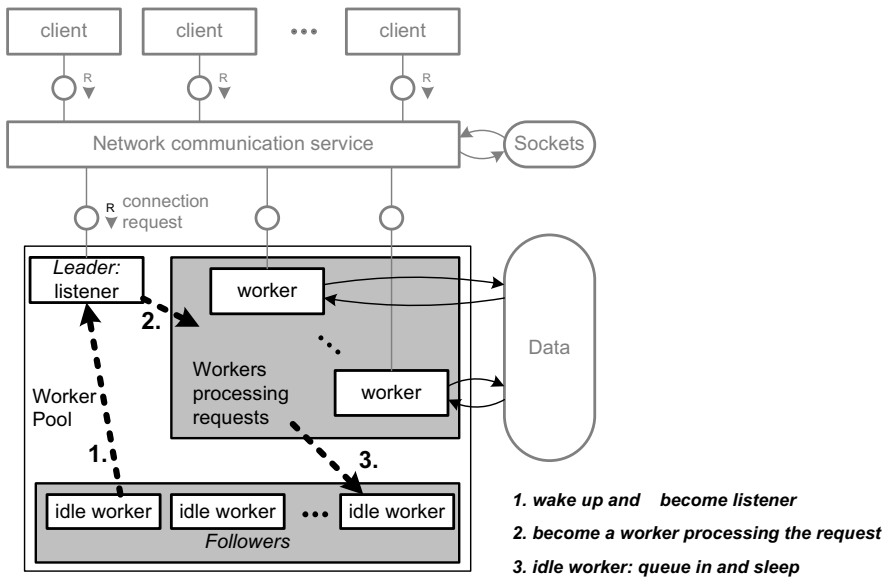 client
client
•••
client
R
R
R
Network communication service
Sockets
R
connection
request
Leader:
listener
worker
2.
•••
Data
Workers
processing
requests
worker
Worker
Pool
1.
3.
idle worker
idle worker
•••
idle worker
Followers
1. wake up and become listener
2. become a worker processing the request
3. idle worker: queue in and sleep